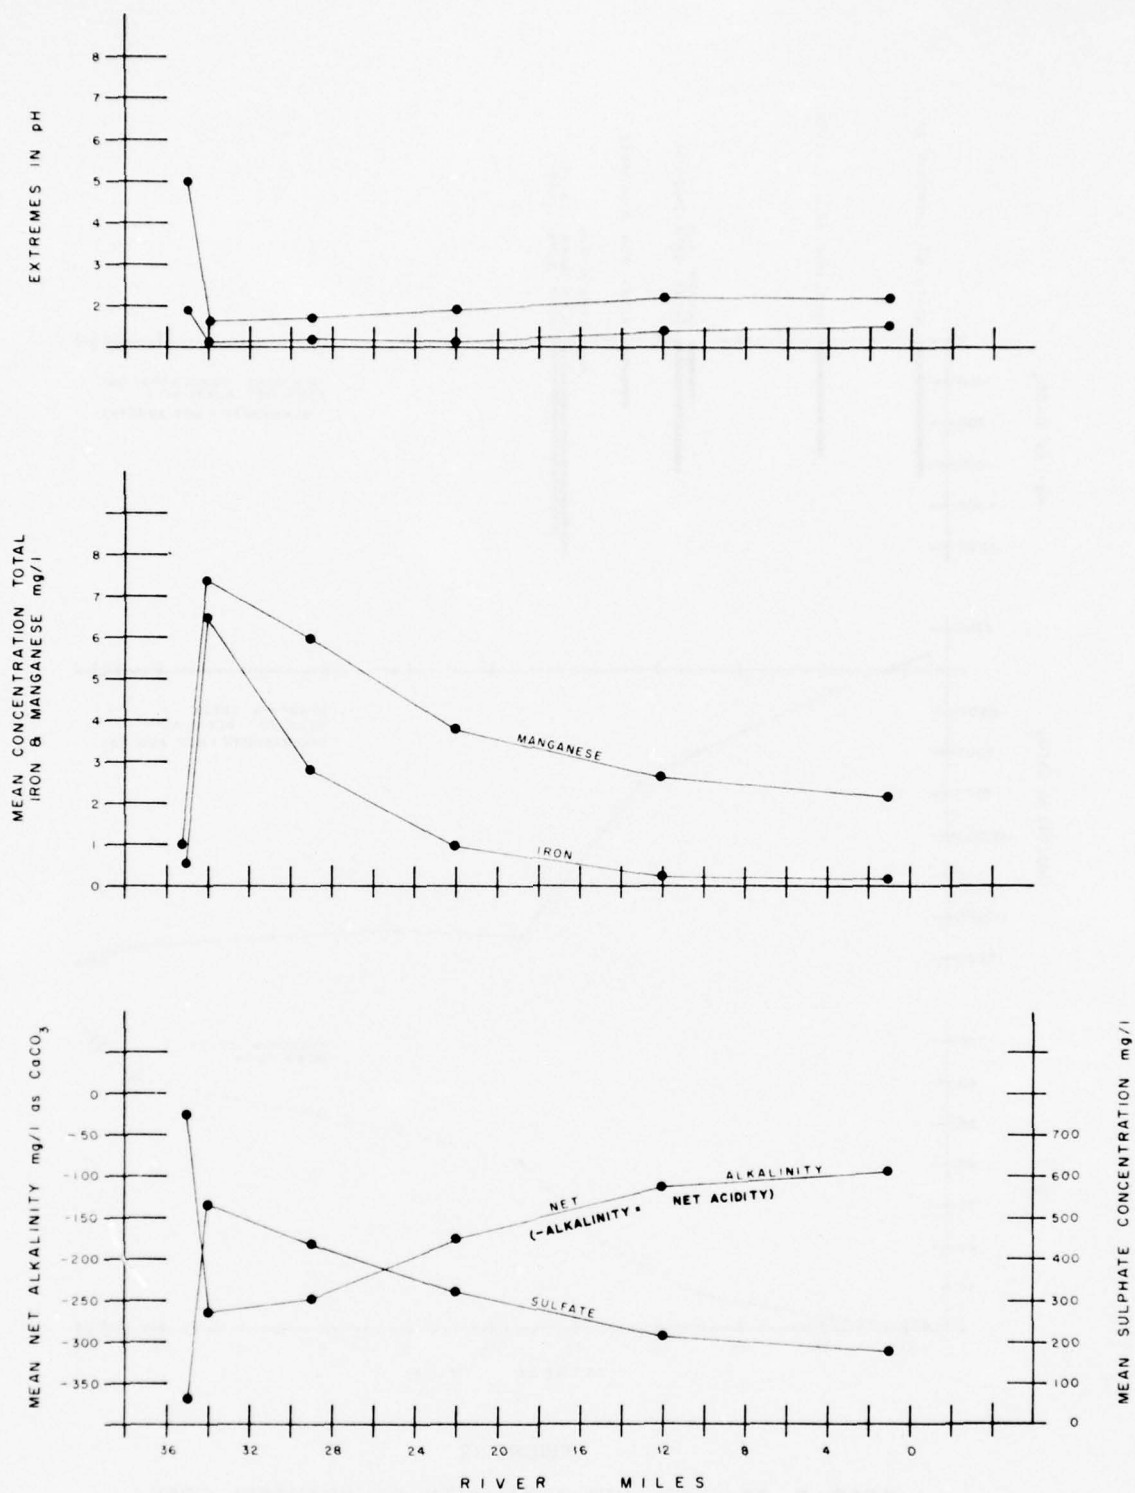 EXTREMES IN pH
8
7
6
5
4
3
2
MEAN CONCENTRATION TOTAL
IRON & MANGANESE mg/l
8
7
6
5
4
3
2
1
0
MANGANESE
IRON
MEAN NET ALKALINITY mg/l as CaCO3
0
-50
-100
-150
-200
-250
-300
-350
NET ALKALINITY
(-ALKALINITY = NET ACIDITY)
SULFATE
700
600
500
400
300
200
100
0
MEAN SULPHATE CONCENTRATION mg/l
36 32 28 24 20 16 12 8 4 0
RIVER MILES